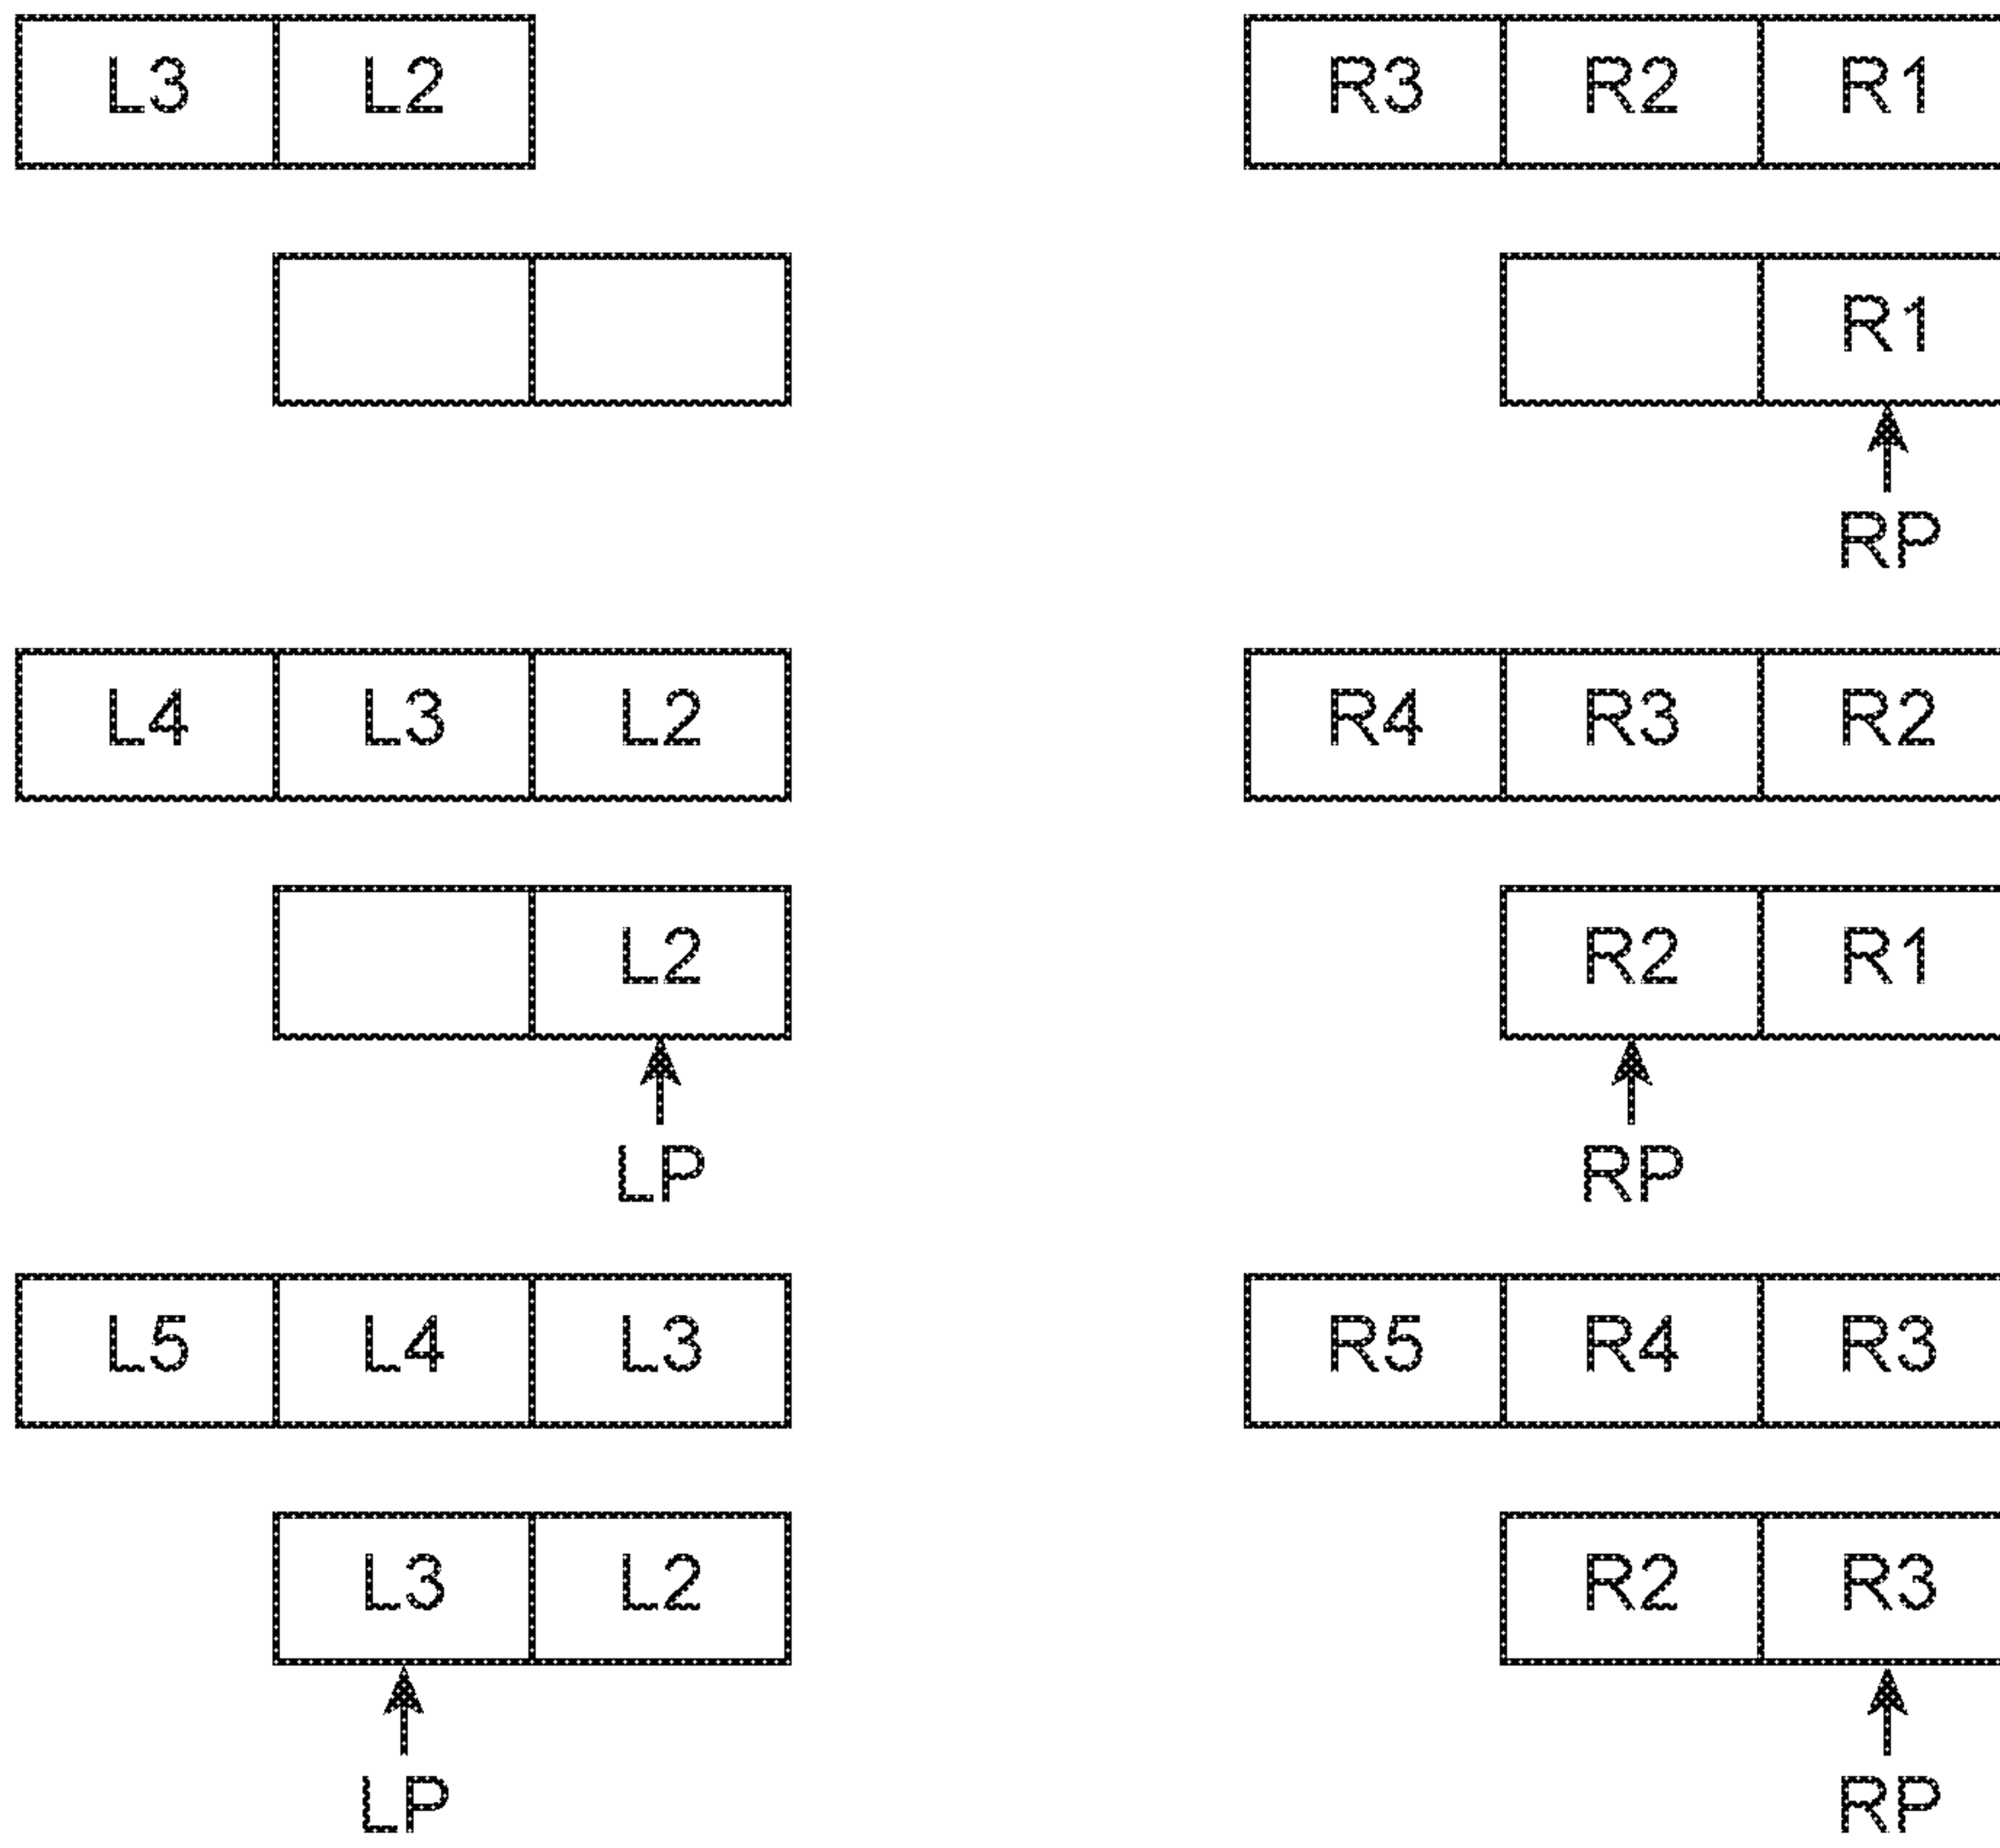 L3 L2 R3 R2 R1
R1
RP
L4 L3 L2 R4 R3 R2
L2 R2 R1
LP RP
L5 L4 L3 R5 R4 R3
L3 L2 R2 R3
LP RP